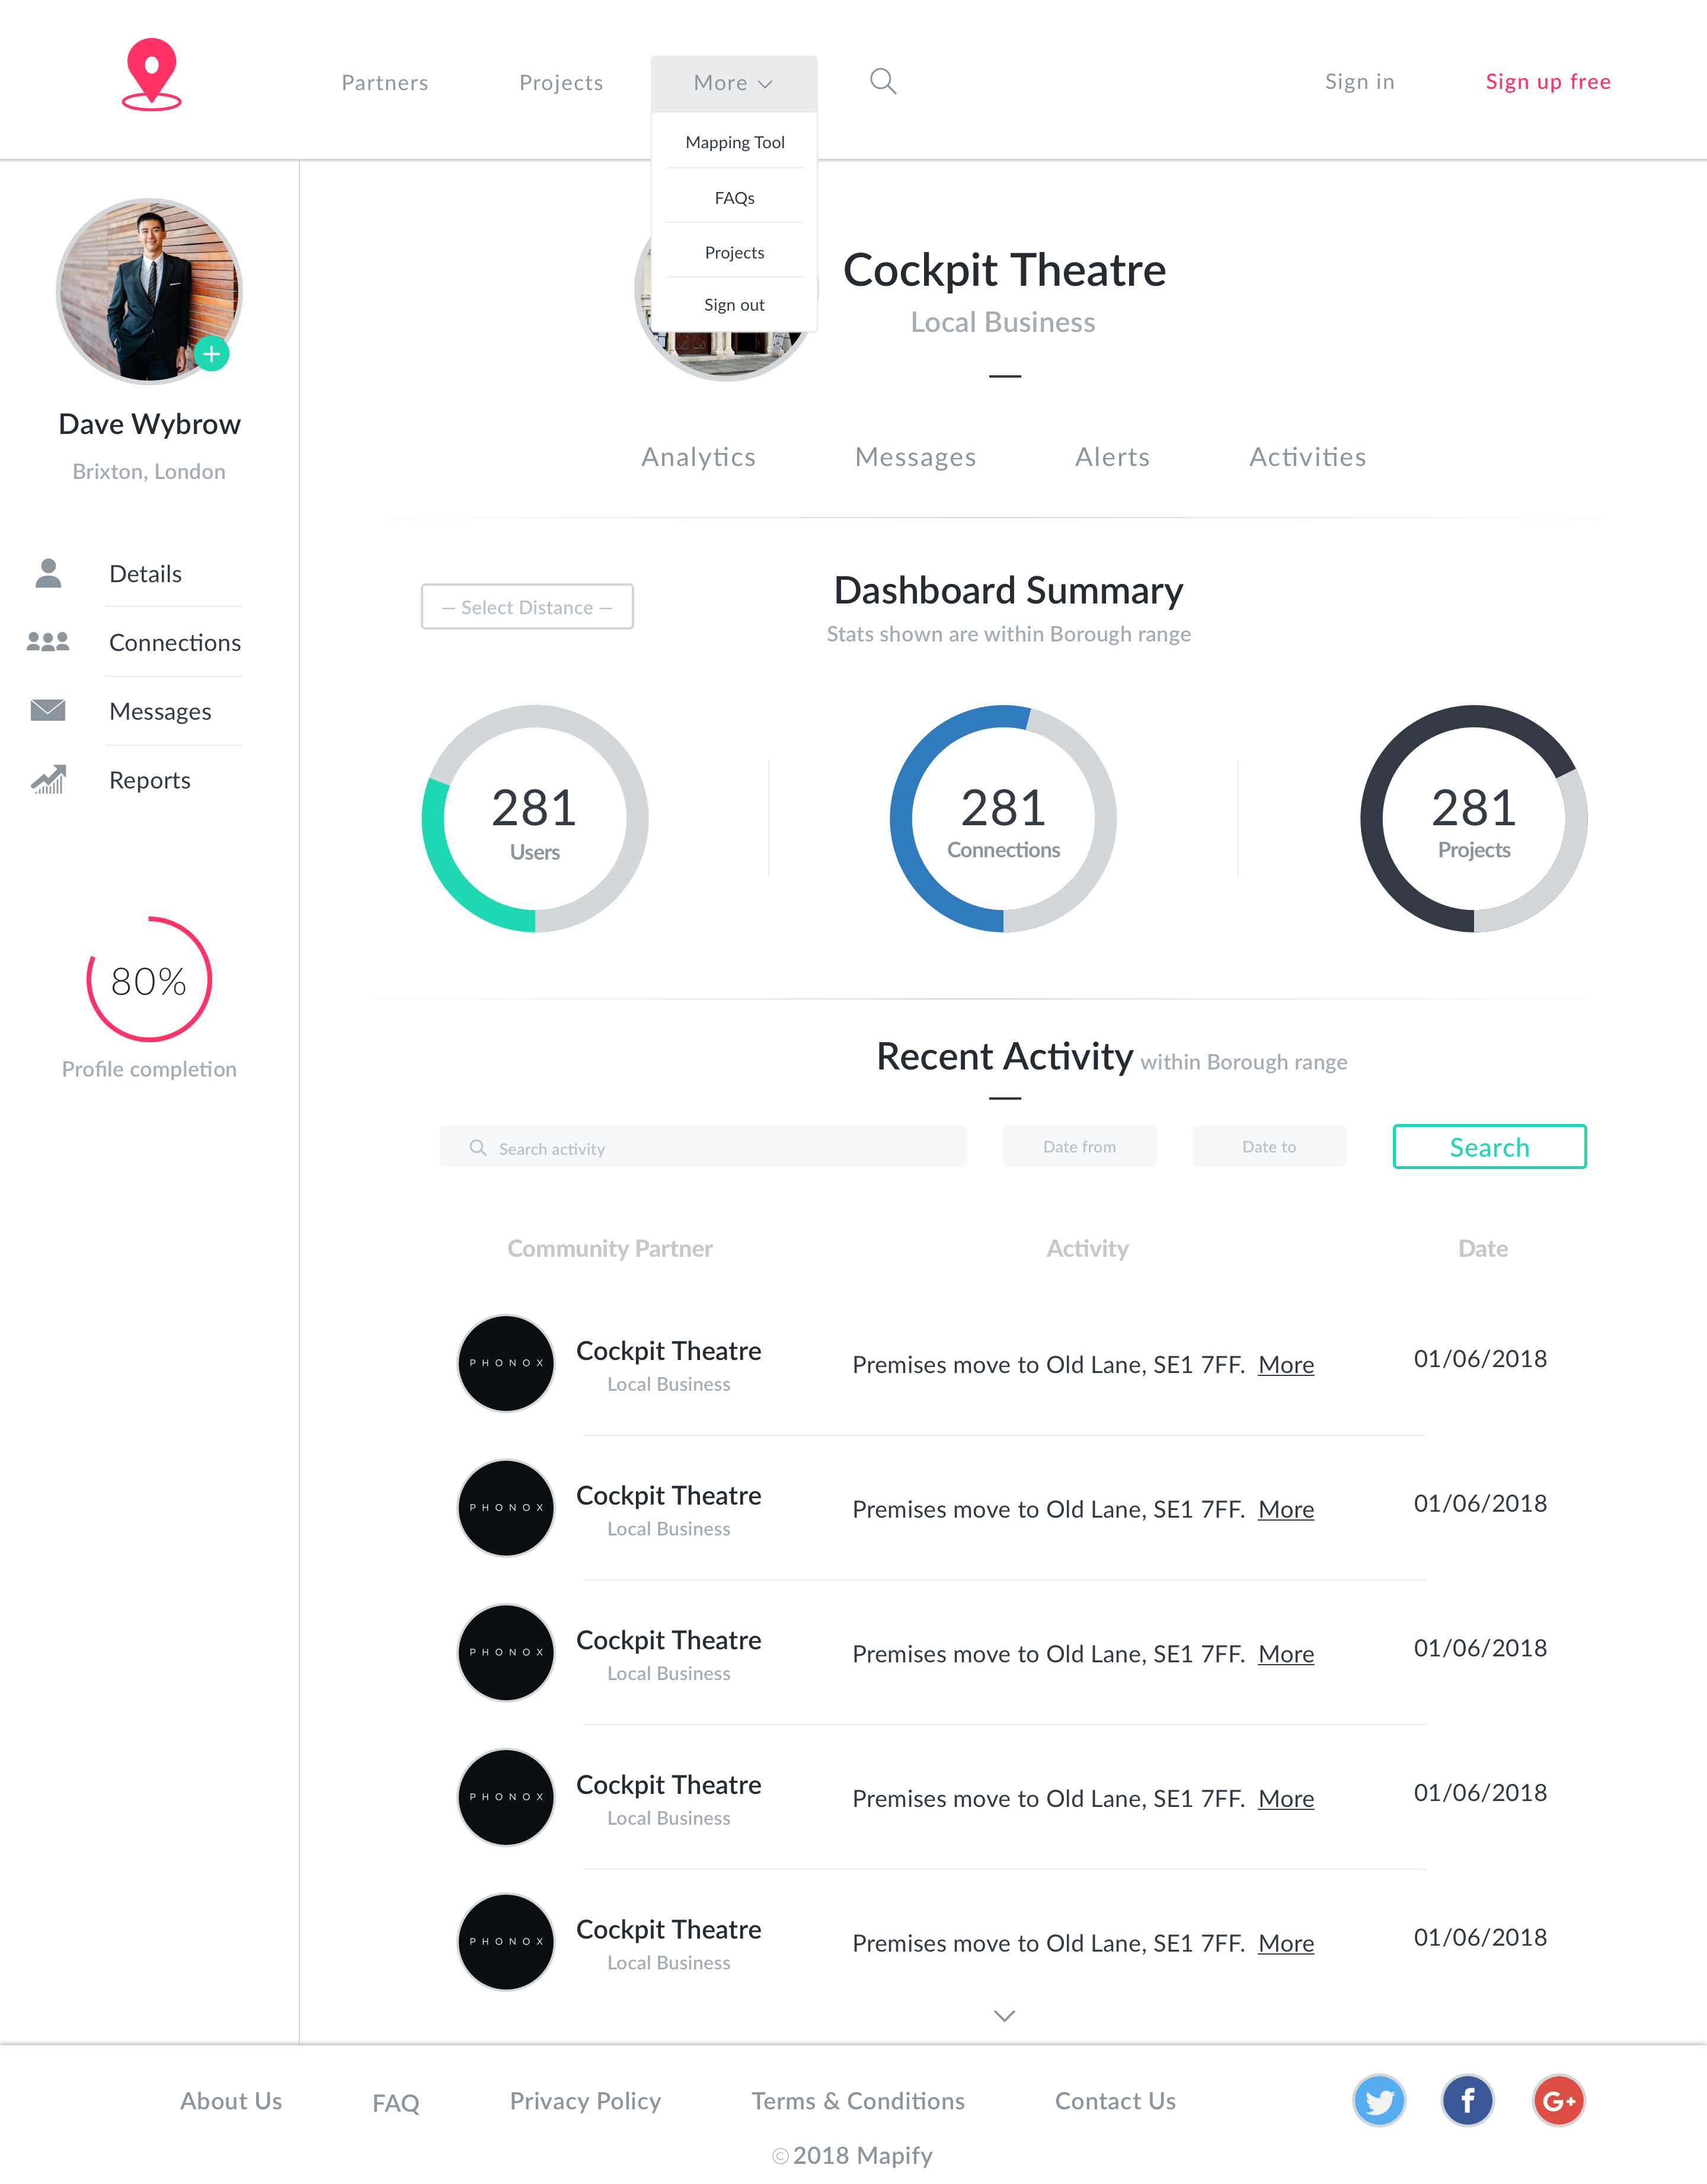 Partners
Projects
More
Sign in
Sign up free
Mapping Tool
FAQs
Projects
Sign out
Dave Wybrow
Brixton, London
Details
Connections
Messages
Reports
80%
Profile completion
Cockpit Theatre
Local Business
Analytics
Messages
Alerts
Activities
— Select Distance —
Dashboard Summary
Stats shown are within Borough range
281
Users
281
Connections
281
Projects
Recent Activity within Borough range
Search activity
Date from
Date to
Search
Community Partner
Activity
Date
PHONOX
Cockpit Theatre
Local Business
Premises move to Old Lane, SE1 7FF. More
01/06/2018
PHONOX
Cockpit Theatre
Local Business
Premises move to Old Lane, SE1 7FF. More
01/06/2018
PHONOX
Cockpit Theatre
Local Business
Premises move to Old Lane, SE1 7FF. More
01/06/2018
PHONOX
Cockpit Theatre
Local Business
Premises move to Old Lane, SE1 7FF. More
01/06/2018
PHONOX
Cockpit Theatre
Local Business
Premises move to Old Lane, SE1 7FF. More
01/06/2018
About Us
FAQ
Privacy Policy
Terms & Conditions
Contact Us
f
G+
© 2018 Mapify